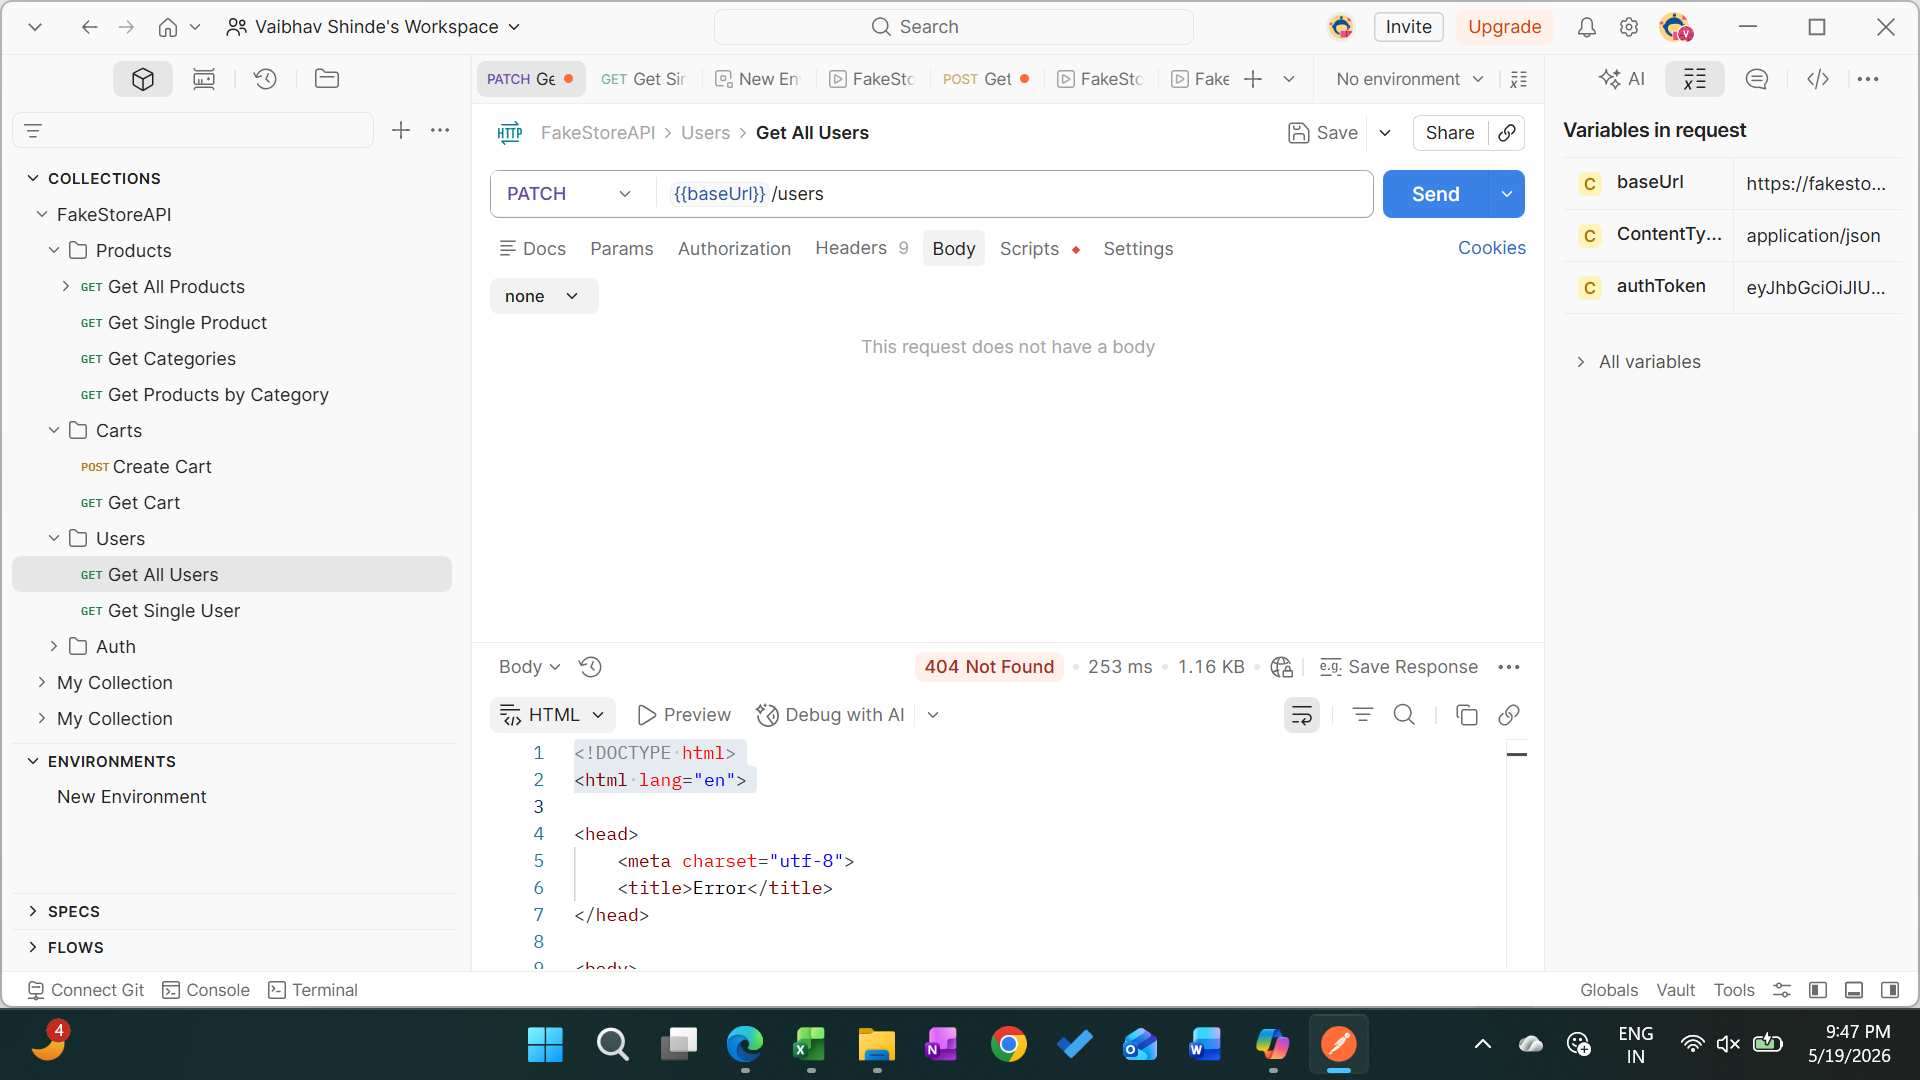 Vaibhav Shinde's Workspace
Search
Invite
Upgrade
V
PATCH Ge
GET Get Sin
New En
FakeSto
POST Get
FakeSto
Fake
No environment
AI
FakeStoreAPI
Users
Get All Users
Save
Share
Variables in request
COLLECTIONS
FakeStoreAPI
Products
GET Get All Products
GET Get Single Product
GET Get Categories
GET Get Products by Category
Carts
POST Create Cart
GET Get Cart
Users
GET Get All Users
GET Get Single User
Auth
My Collection
My Collection
ENVIRONMENTS
New Environment
SPECS
FLOWS
HTTP
PATCH
{{baseUrl}} /users
Send
Docs
Params
Authorization
Headers 9
Body
Scripts
Settings
Cookies
none
This request does not have a body
C baseUrl https://fakesto...
C ContentTy... application/json
C authToken eyJhbGciOiJIU...
All variables
Body
404 Not Found
253 ms
1.16 KB
e.g. Save Response
HTML
Preview
Debug with AI
1 <!DOCTYPE html>
2 <html lang="en">
3
4 <head>
5 <meta charset="utf-8">
6 <title>Error</title>
7 </head>
8
9 <body>
Connect Git
Console
Terminal
Globals
Vault
Tools
4
ENG
IN
9:47 PM
5/19/2026